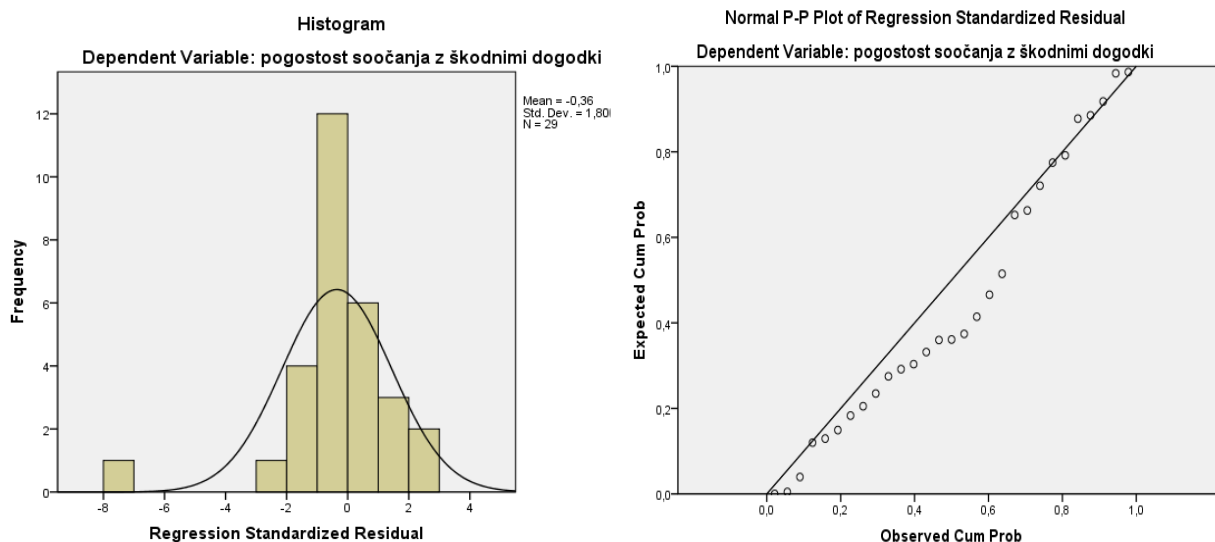 Histogram
Dependent Variable: pogostost soočanja z škodnimi dogodki
Mean = -0,36
Std. Dev. = 1,80
N = 29
12
10
8
6
4
2
0
-8 -6 -4 -2 0 2 4
Frequency
Regression Standardized Residual
Normal P-P Plot of Regression Standardized Residual
Dependent Variable: pogostost soočanja z škodnimi dogodki
1,0
0,8
0,6
0,4
0,2
0,0
0,0 0,2 0,4 0,6 0,8 1,0
Expected Cum Prob
Observed Cum Prob